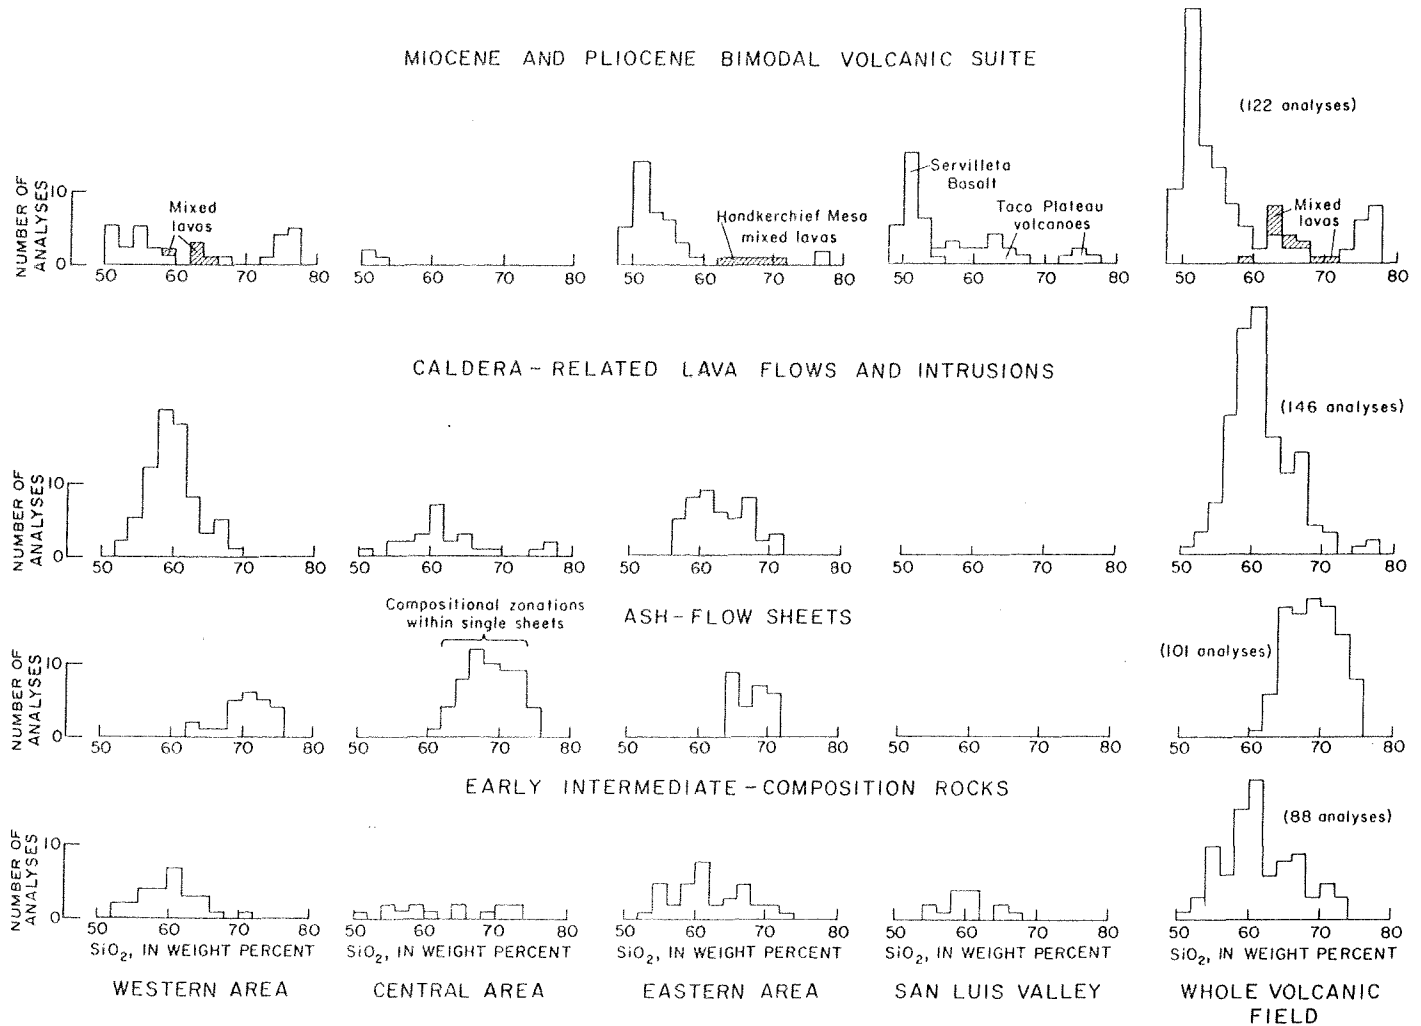 MIOCENE AND PLIOCENE BIMODAL VOLCANIC SUITE
NUMBER OF
ANALYSES
10
0
Mixed
lavas
50 60 70 80
50 60 70 80
Handkerchief Mesa
mixed lavas
50 60 70 80
Servilleta
Basalt
Taco Plateau
volcanoes
50 60 70 80
(122 analyses)
Mixed
lavas
50 60 70 80
CALDERA - RELATED LAVA FLOWS AND INTRUSIONS
NUMBER OF
ANALYSES
10
0
50 60 70 80
50 60 70 80
50 60 70 80
50 60 70 80
(146 analyses)
50 60 70 80
ASH-FLOW SHEETS
NUMBER OF
ANALYSES
10
0
50 60 70 80
Compositional zonations
within single sheets
50 60 70 80
50 60 70 80
50 60 70 80
(101 analyses)
50 60 70 80
EARLY INTERMEDIATE-COMPOSITION ROCKS
NUMBER OF
ANALYSES
10
0
50 60 70 80
SiO2, IN WEIGHT PERCENT
WESTERN AREA
50 60 70 80
SiO2, IN WEIGHT PERCENT
CENTRAL AREA
50 60 70 80
SiO2, IN WEIGHT PERCENT
EASTERN AREA
50 60 70 80
SiO2, IN WEIGHT PERCENT
SAN LUIS VALLEY
(88 analyses)
50 60 70 80
SiO2, IN WEIGHT PERCENT
WHOLE VOLCANIC
FIELD